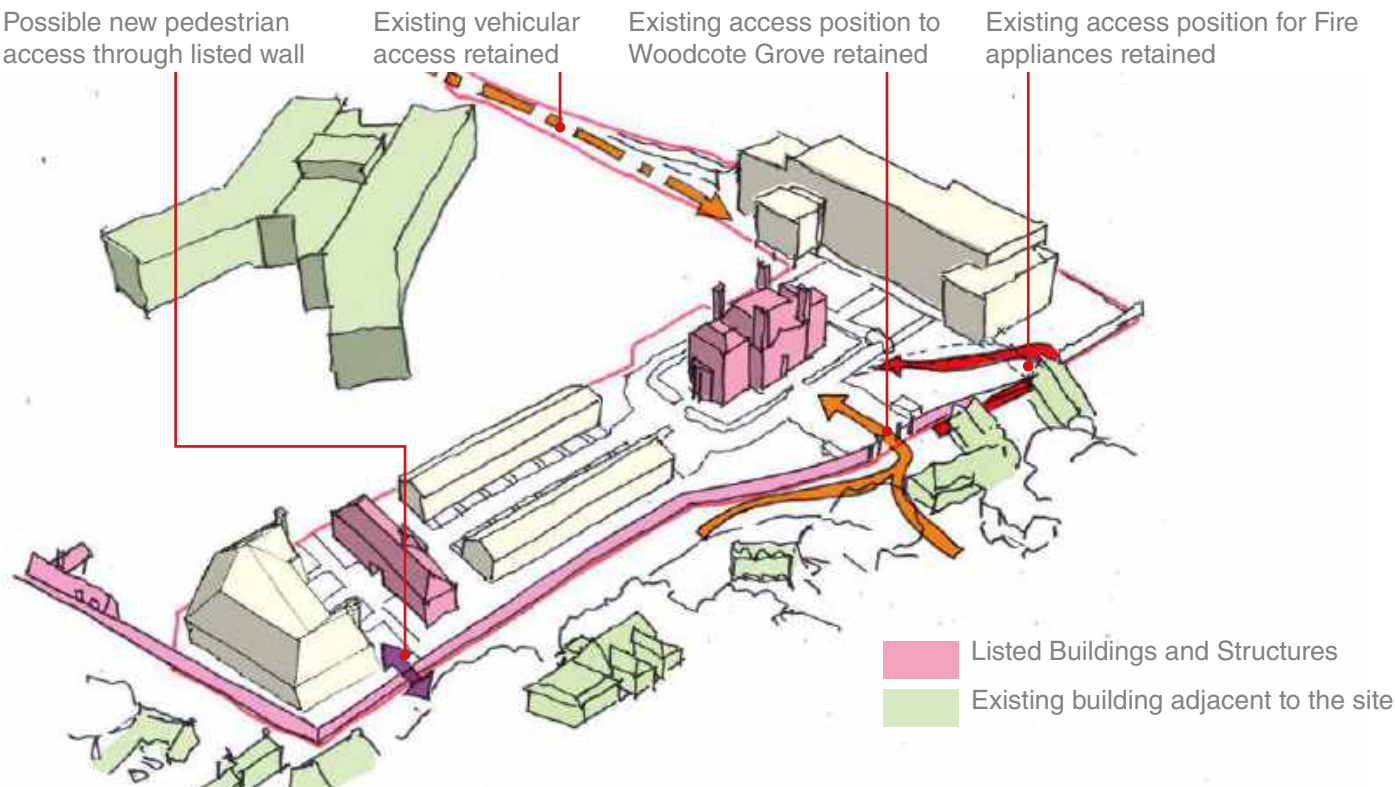 Possible new pedestrian
access through listed wall
Existing vehicular
access retained
Existing access position to
Woodcote Grove retained
Existing access position for Fire
appliances retained
Listed Buildings and Structures
Existing building adjacent to the site